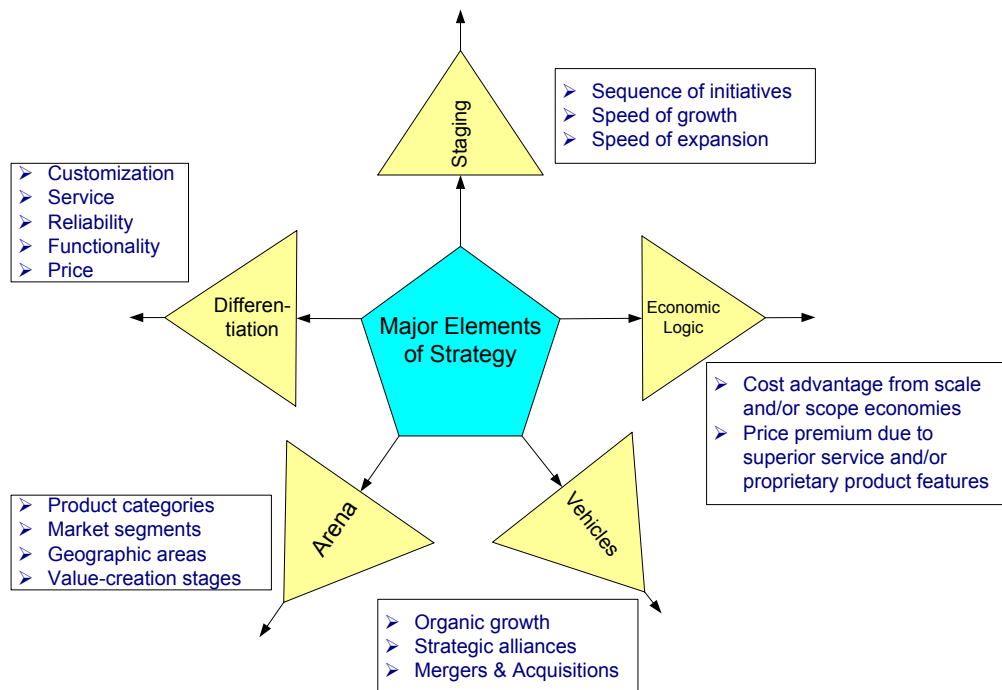 Staging
➢ Sequence of initiatives
➢ Speed of growth
➢ Speed of expansion
➢ Customization
➢ Service
➢ Reliability
➢ Functionality
➢ Price
Differen-
tiation
Major Elements
of Strategy
Economic
Logic
➢ Cost advantage from scale
and/or scope economies
➢ Price premium due to
superior service and/or
proprietary product features
➢ Product categories
➢ Market segments
➢ Geographic areas
➢ Value-creation stages
Arena
Vehicles
➢ Organic growth
➢ Strategic alliances
➢ Mergers & Acquisitions